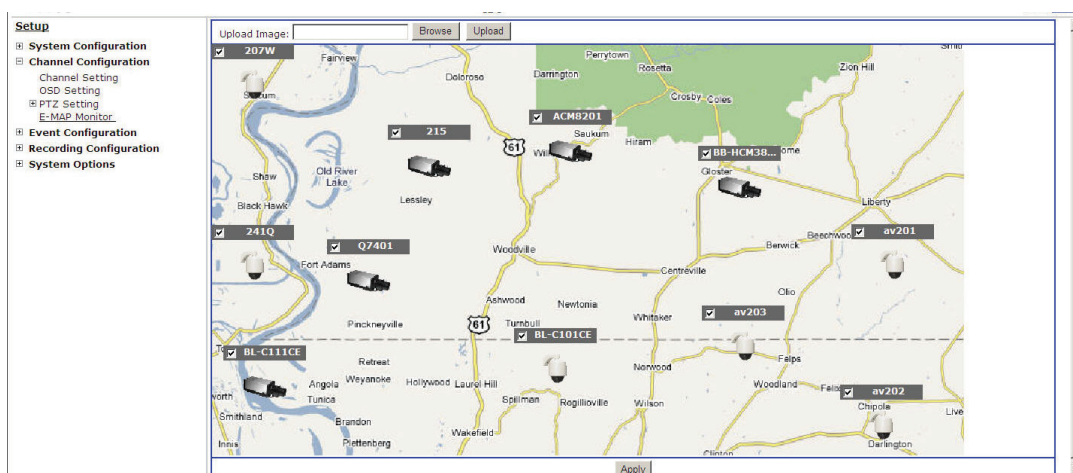 Setup
System Configuration
Channel Configuration
Channel Setting
OSD Setting
PTZ Setting
E-MAP Monitor
Event Configuration
Recording Configuration
System Options
Upload Image: Browse Upload
207W
Fairview
Doloroso
Perrytown
Darrington
Rosetta
Zion Hill
Crosby
Coles
ACM8201
215
61
Saukum
Hiram
BB-HCM38...
Gloster
Shaw
Old River
Lake
Lessley
Black Hawk
Liberty
241Q
Q7401
Woodville
Berwick
av201
Fort Adams
Centreville
Olio
Ashwood
Newtonia
Whitaker
av203
Pinckneyville
61
Turnbull
BL-C101CE
BL-C111CE
Retreat
Norwood
Felps
Angola
Weyanoke
Hollywood
Laurel Hill
Woodland
av202
Tunica
Spillman
Rogillioville
Wilson
Chipola
Smithland
Brandon
Wakefield
Plettenberg
Innis
Clinton
Darlington
Apply